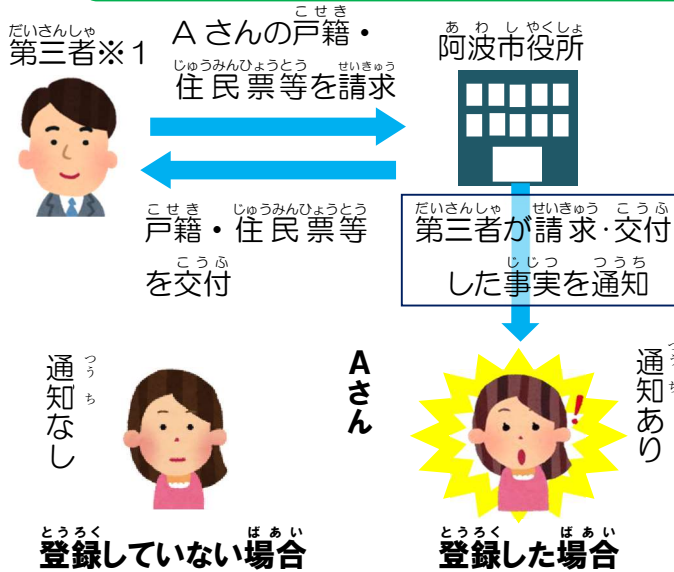 第三者※1
Aさんの戸籍・
住民票等を請求
阿波市役所
戸籍・住民票等
を交付
第三者が請求・交付
した事実を通知
通知なし
Aさん
通知あり
登録していない場合
登録した場合